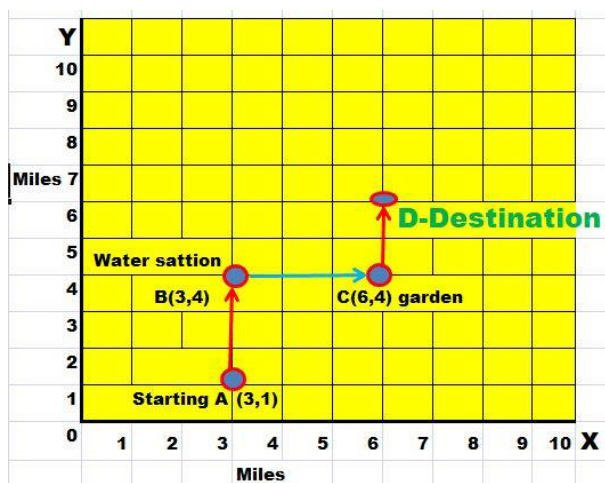 Y
10
9
8
Miles 7
6
D-Destination
5
Water sattion
4
B(3,4)
C(6,4) garden
3
2
1
Starting A (3,1)
0
1 2 3 4 5 6 7 8 9 10 X
Miles